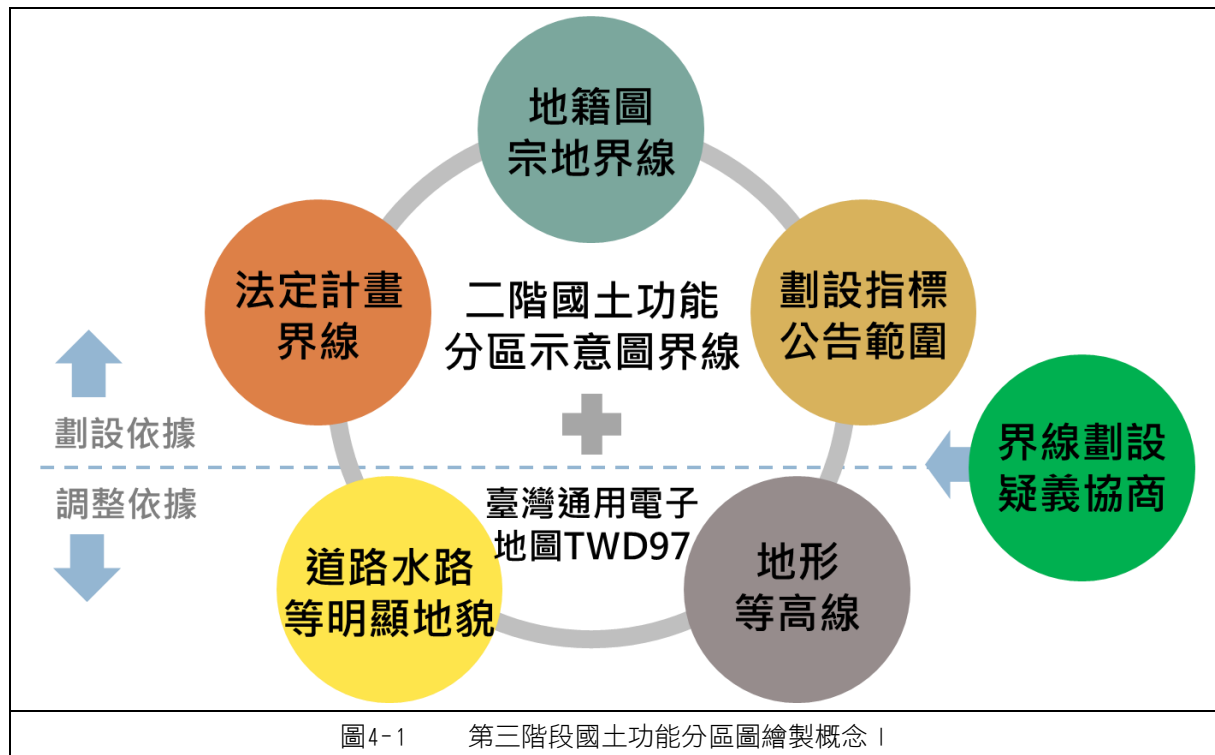 地籍圖
宗地界線
法定計畫
界線
二階國土功能
分區示意圖界線
劃設指標
公告範圍
劃設依據
調整依據
界線劃設
疑義協商
臺灣通用電子
地圖TWD97
道路水路
等明顯地貌
地形
等高線
圖4-1 第三階段國土功能分區圖繪製概念 I